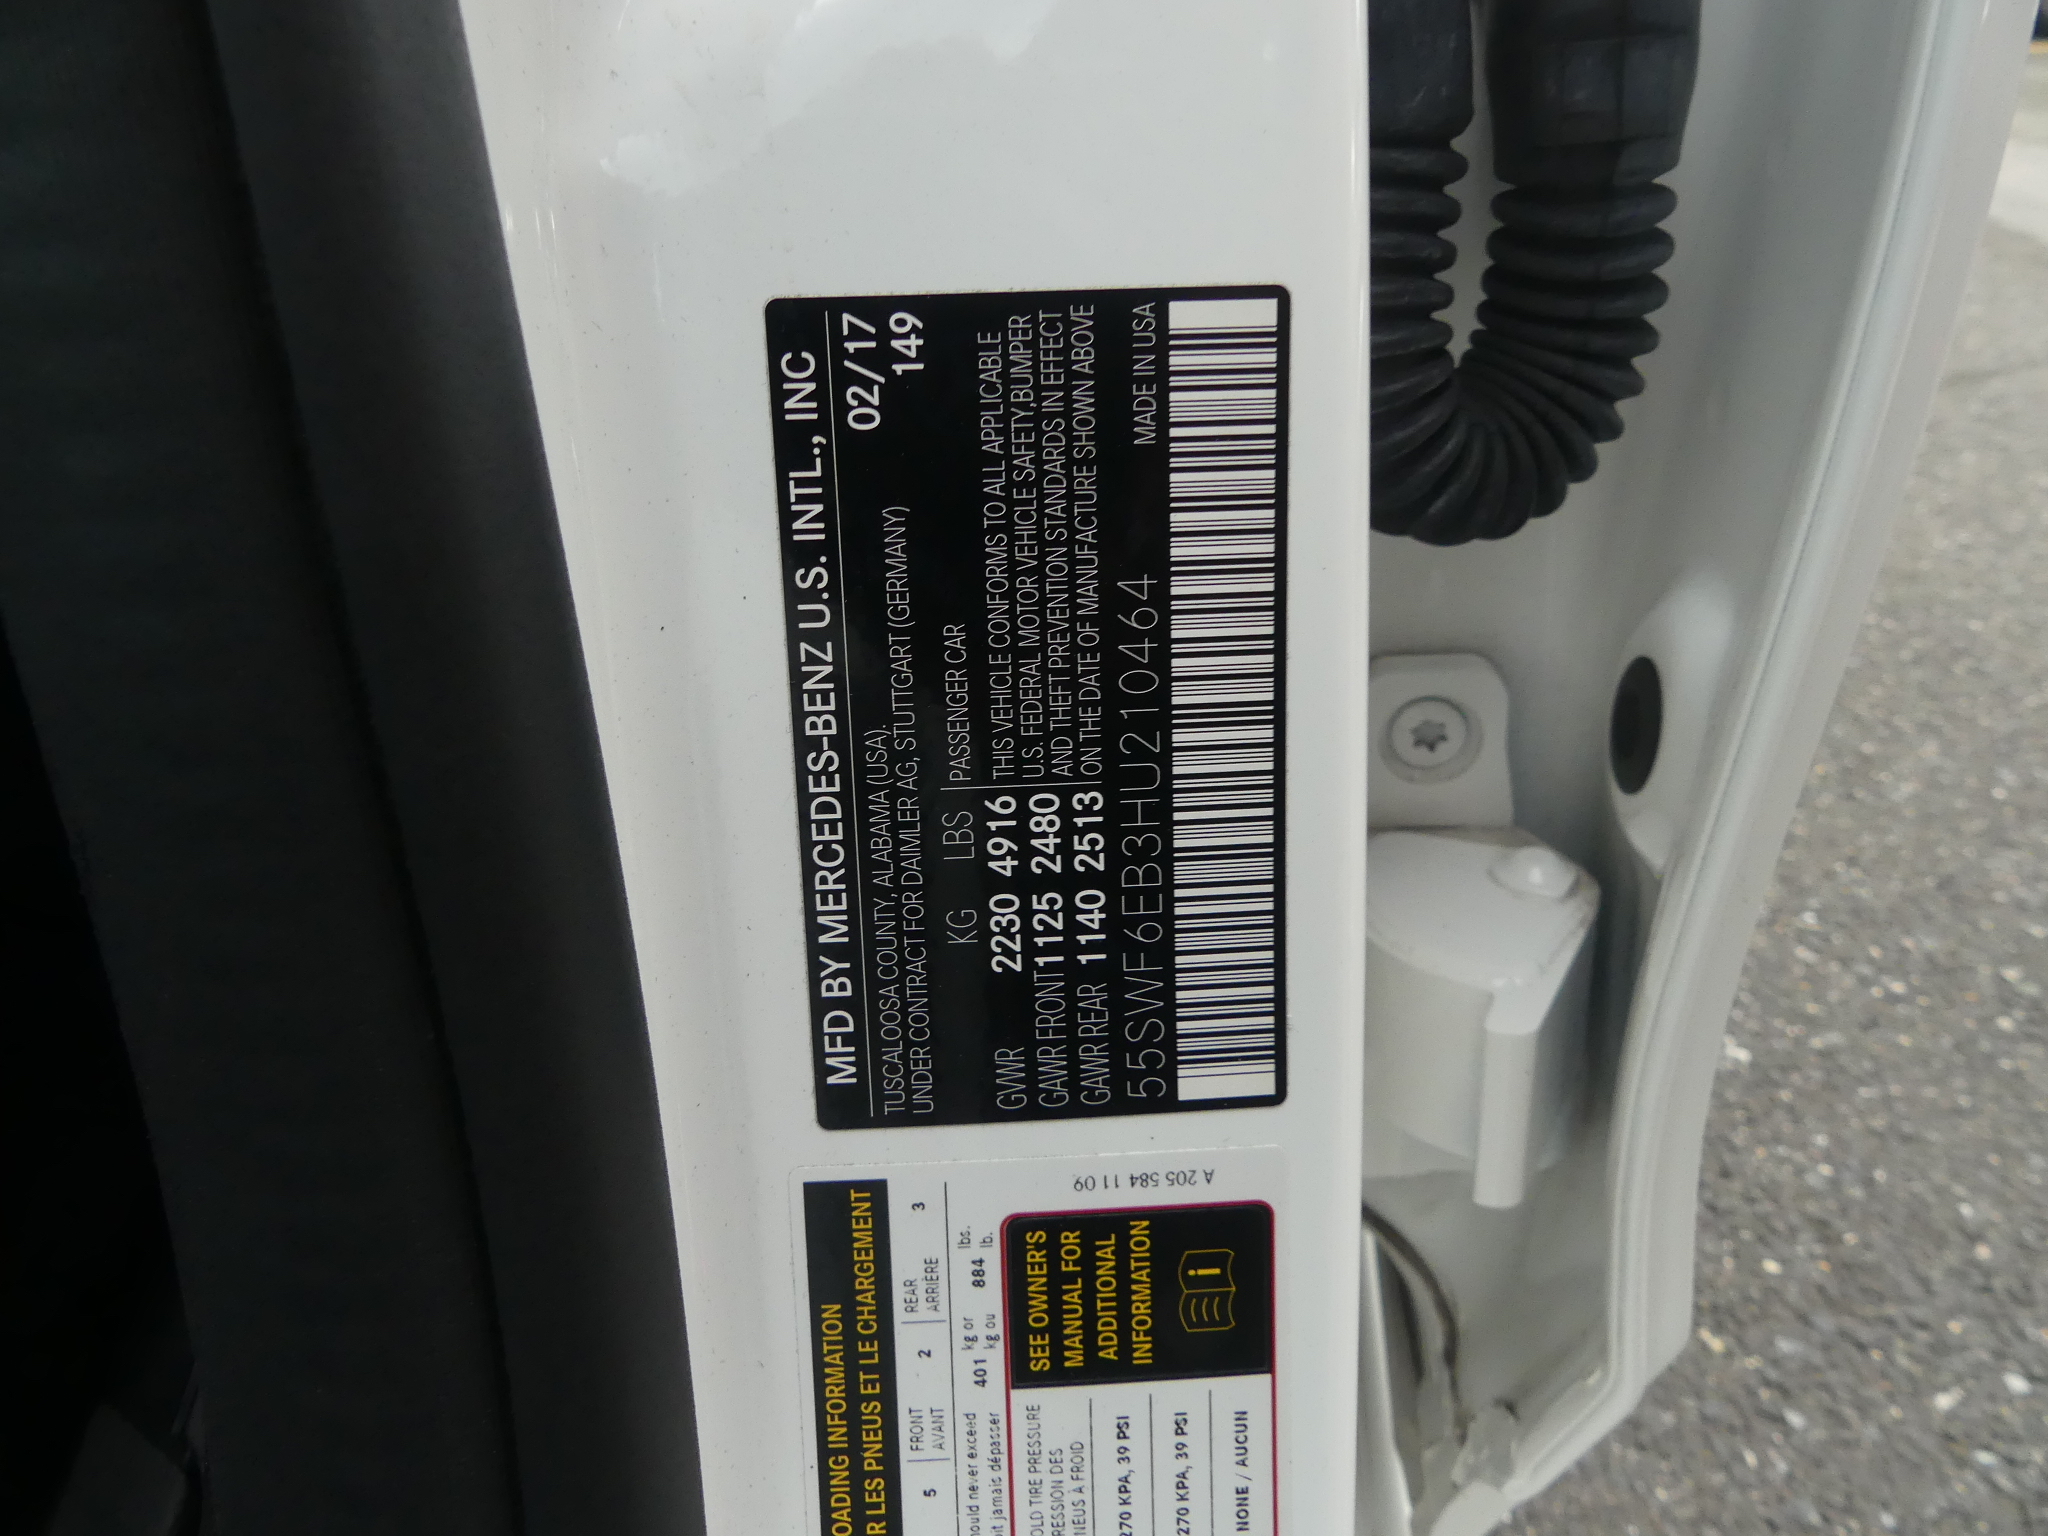 MFD BY MERCEDES-BENZ U.S. INTL., INC
TUSCALOOSA COUNTY, ALABAMA (USA). 02/17
UNDER CONTRACT FOR DAIMLER AG, STUTTGART (GERMANY) 149
KG LBS PASSENGER CAR
GVWR 2230 4916 THIS VEHICLE CONFORMS TO ALL APPLICABLE
GAWR FRONT 1125 2480 U.S. FEDERAL MOTOR VEHICLE SAFETY,BUMPER
AND THEFT PREVENTION STANDARDS IN EFFECT
GAWR REAR 1140 2513 ON THE DATE OF MANUFACTURE SHOWN ABOVE
55SWF6EB3HU210464 MADE IN USA
OADING INFORMATION
R LES PNEUS ET LE CHARGEMENT
5 FRONT 2 REAR 3
AVANT ARRIÈRE
never exceed 401 kg or 884 lbs.
jamais dépasser kg ou lb.
A 205 584 11 09
OLD TIRE PRESSURE
RESSION DES
NEUS À FROID
270 KPA, 39 PSI
270 KPA, 39 PSI
NONE / AUCUN
SEE OWNER'S
MANUAL FOR
ADDITIONAL
INFORMATION
i